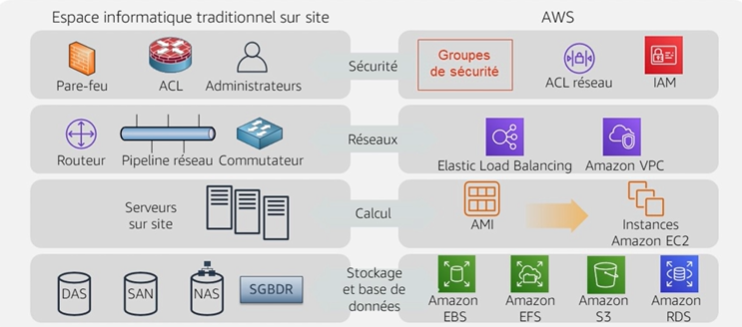 Espace informatique traditionnel sur site
AWS
Pare-feu
ACL
Administrateurs
Sécurité
Groupes
de sécurité
ACL réseau
IAM
Routeur
Pipeline réseau
Commutateur
Réseaux
Elastic Load Balancing
Amazon VPC
Serveurs
sur site
Calcul
AMI
Instances
Amazon EC2
DAS
SAN
NAS
SGBDR
Stockage
et base de
données
Amazon
EBS
Amazon
EFS
Amazon
S3
Amazon
RDS